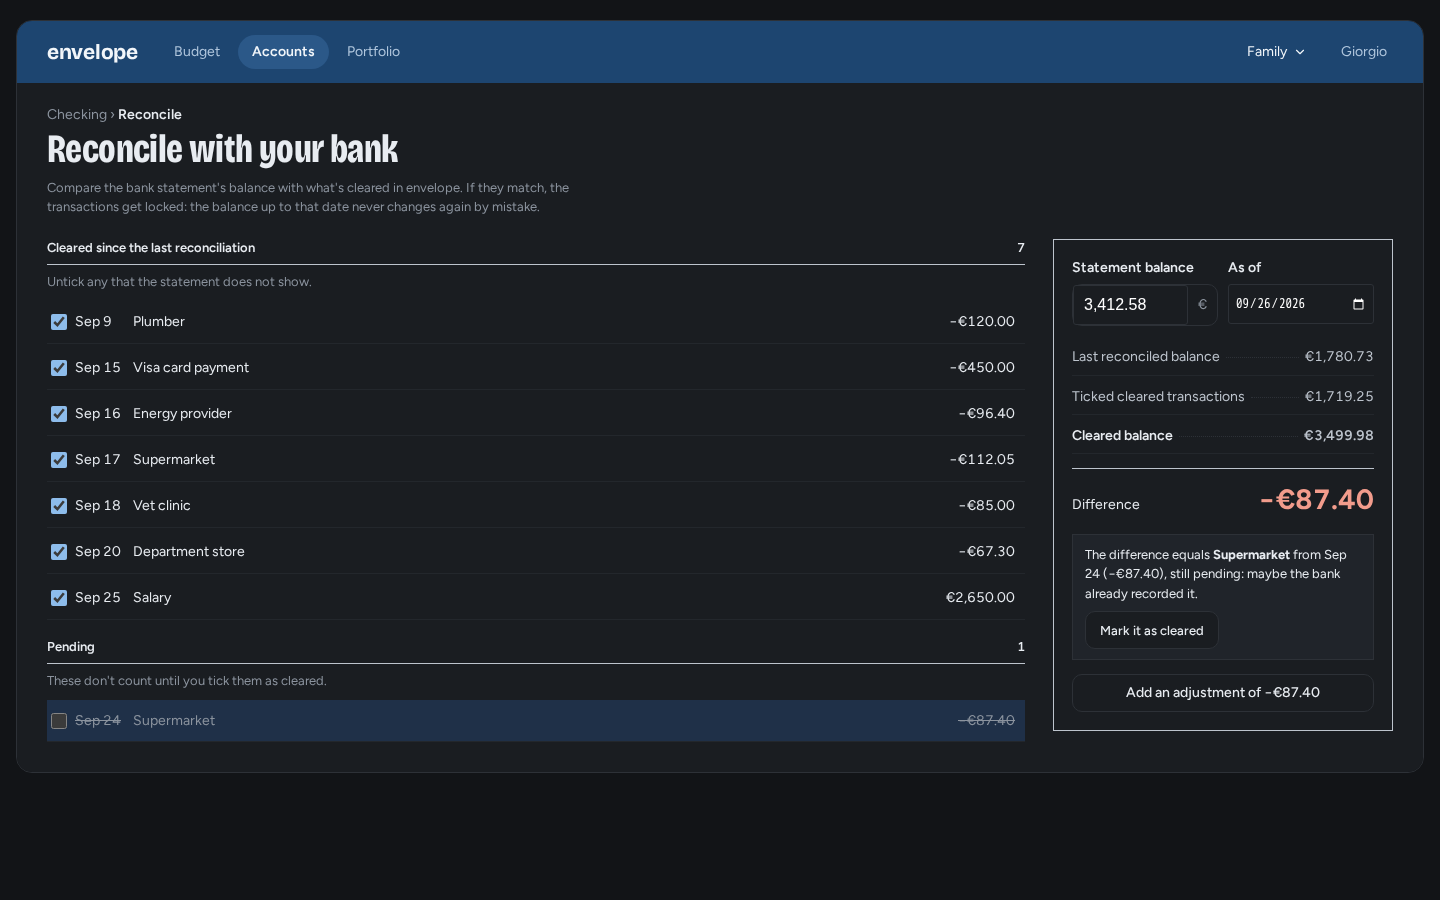 envelope
Budget
Accounts
Portfolio
Family
Giorgio
Checking › Reconcile
Reconcile with your bank
Compare the bank statement's balance with what's cleared in envelope. If they match, the
transactions get locked: the balance up to that date never changes again by mistake.
Cleared since the last reconciliation 7
Untick any that the statement does not show.
Sep 9 Plumber −€120.00
Sep 15 Visa card payment −€450.00
Sep 16 Energy provider −€96.40
Sep 17 Supermarket −€112.05
Sep 18 Vet clinic −€85.00
Sep 20 Department store −€67.30
Sep 25 Salary €2,650.00
Pending 1
These don't count until you tick them as cleared.
Sep 24 Supermarket −€87.40
Statement balance As of
3,412.58 € 09/26/2026
Last reconciled balance €1,780.73
Ticked cleared transactions €1,719.25
Cleared balance €3,499.98
Difference −€87.40
The difference equals Supermarket from Sep
24 (−€87.40), still pending: maybe the bank
already recorded it.
Mark it as cleared
Add an adjustment of −€87.40